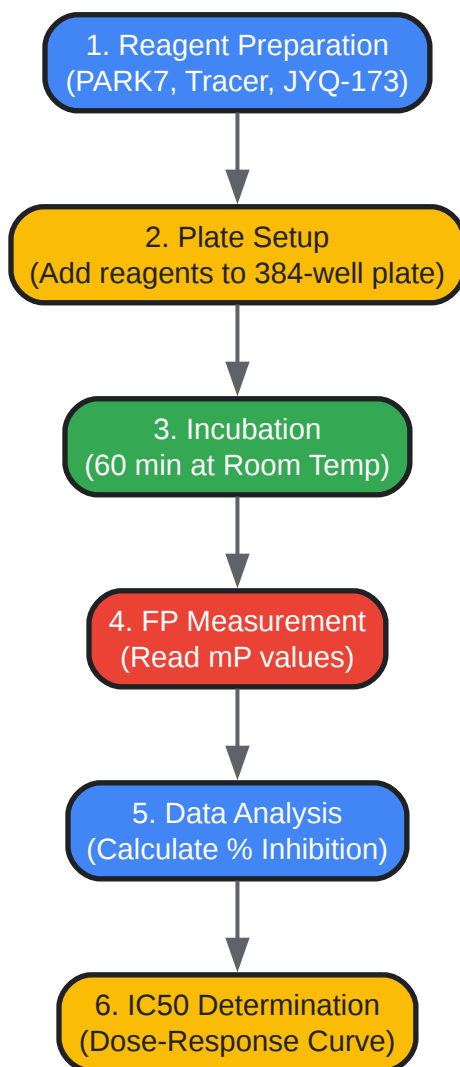 1. Reagent Preparation
(PARK7, Tracer, JYQ-173)
2. Plate Setup
(Add reagents to 384-well plate)
3. Incubation
(60 min at Room Temp)
4. FP Measurement
(Read mP values)
5. Data Analysis
(Calculate % Inhibition)
6. IC50 Determination
(Dose-Response Curve)